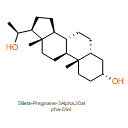 HO
OH
5Beta-Pregnane-3Alpha,20al
pha-Diol